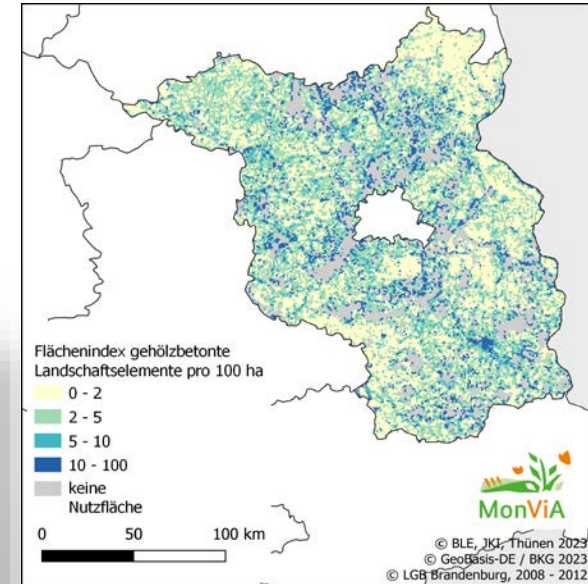 Flächenindex gehölzbetonte
Landschaftselemente pro 100 ha
0 - 2
2 - 5
5 - 10
10 - 100
keine
Nutzfläche
0 50 100 km
MonViA
© BLE, JKI, Thünen 2023
© GeoBasis-DE / BKG 2023
© LGB Brandenburg, 2008 - 2012